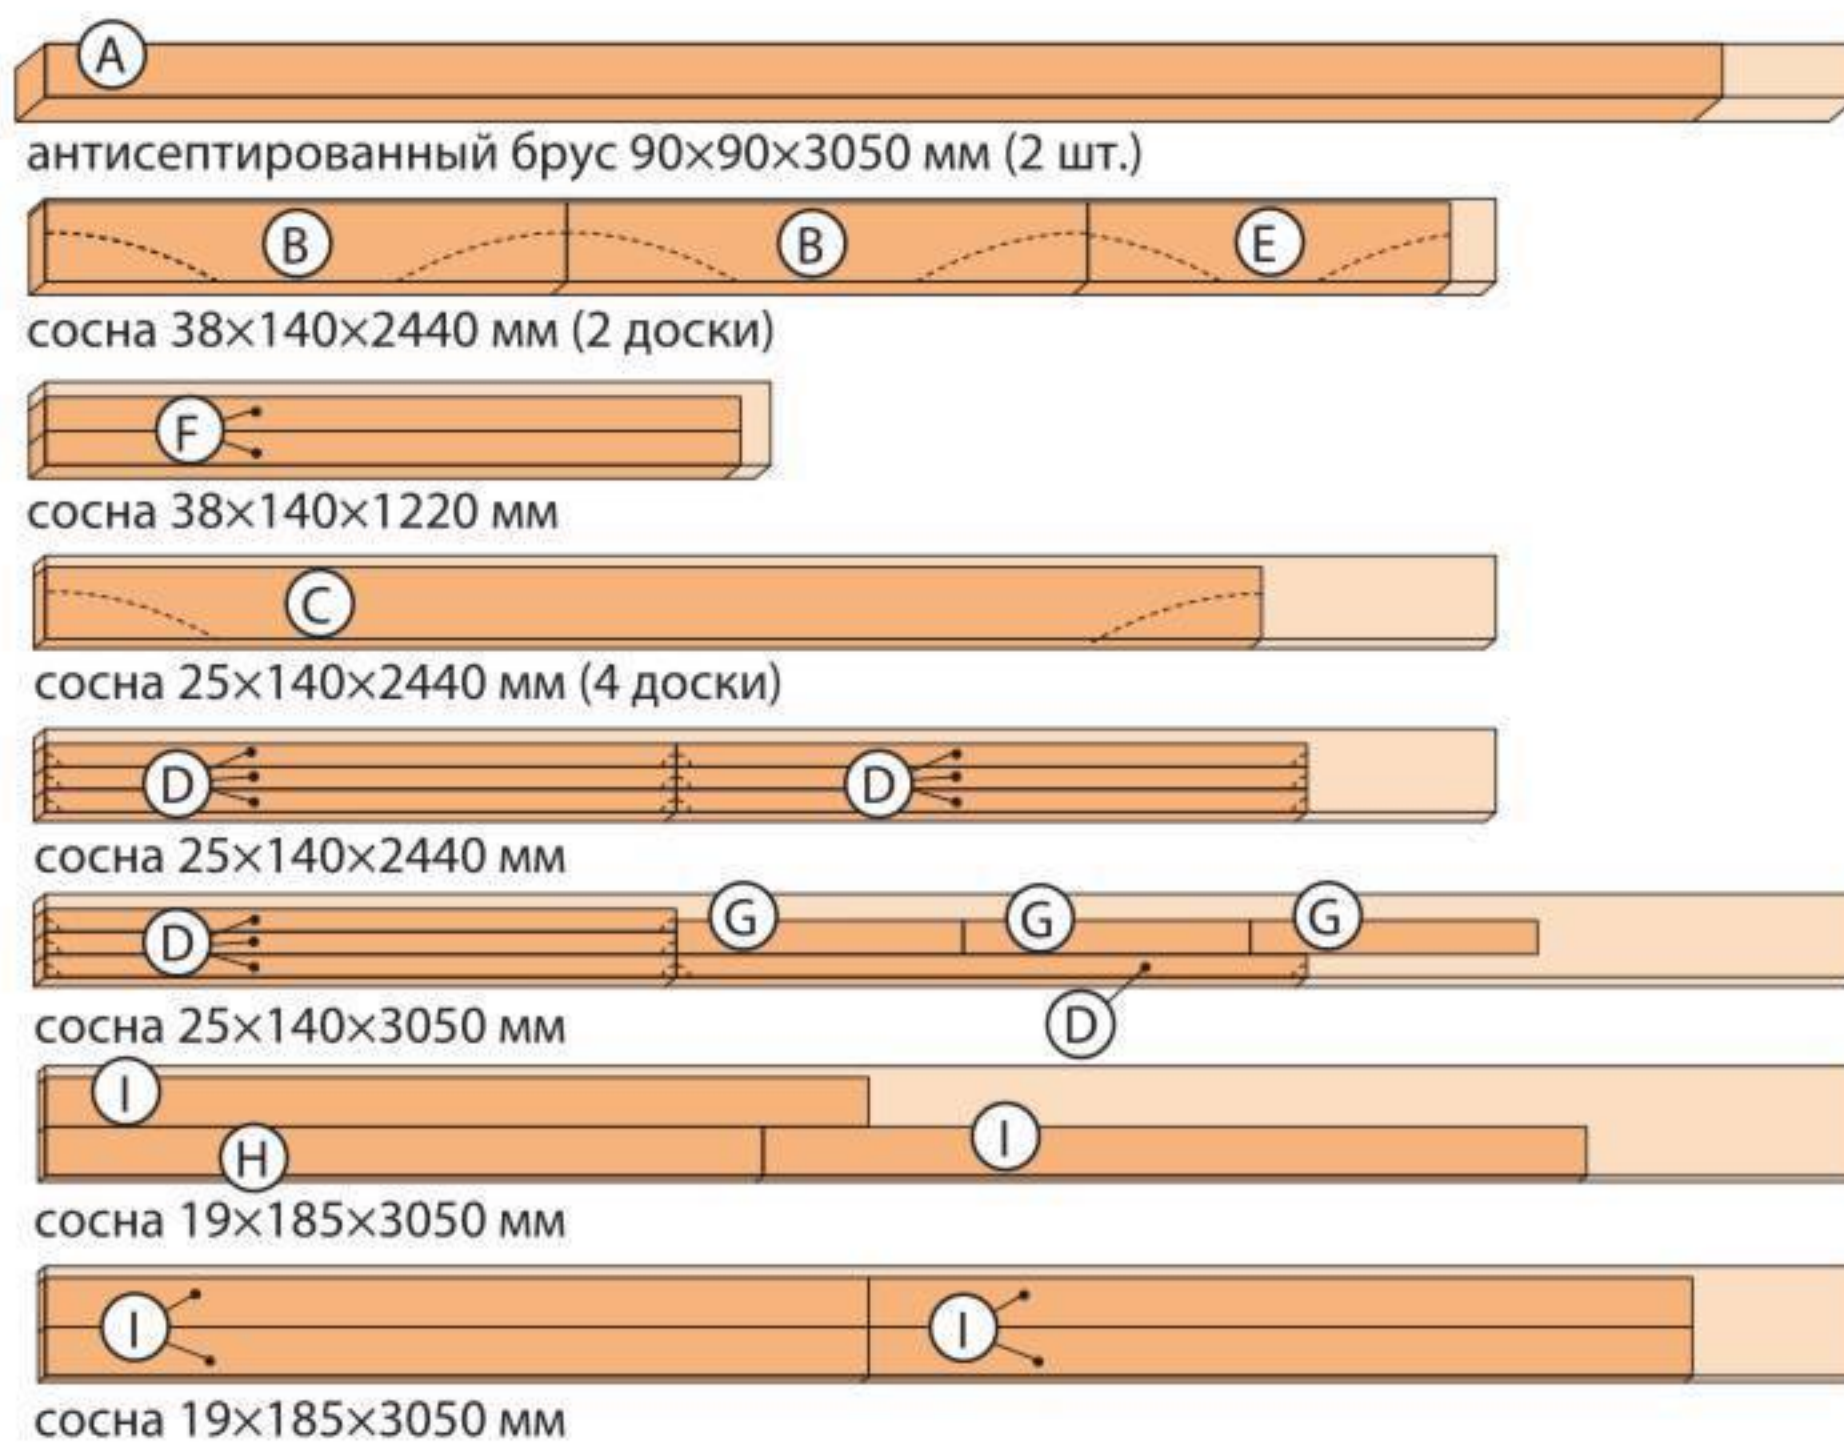 A
антисептированный брус 90×90×3050 мм (2 шт.)
B B E
сосна 38×140×2440 мм (2 доски)
F
сосна 38×140×1220 мм
C
сосна 25×140×2440 мм (4 доски)
D D
сосна 25×140×2440 мм
D G G G
D
сосна 25×140×3050 мм
I
H I
сосна 19×185×3050 мм
I I
сосна 19×185×3050 мм